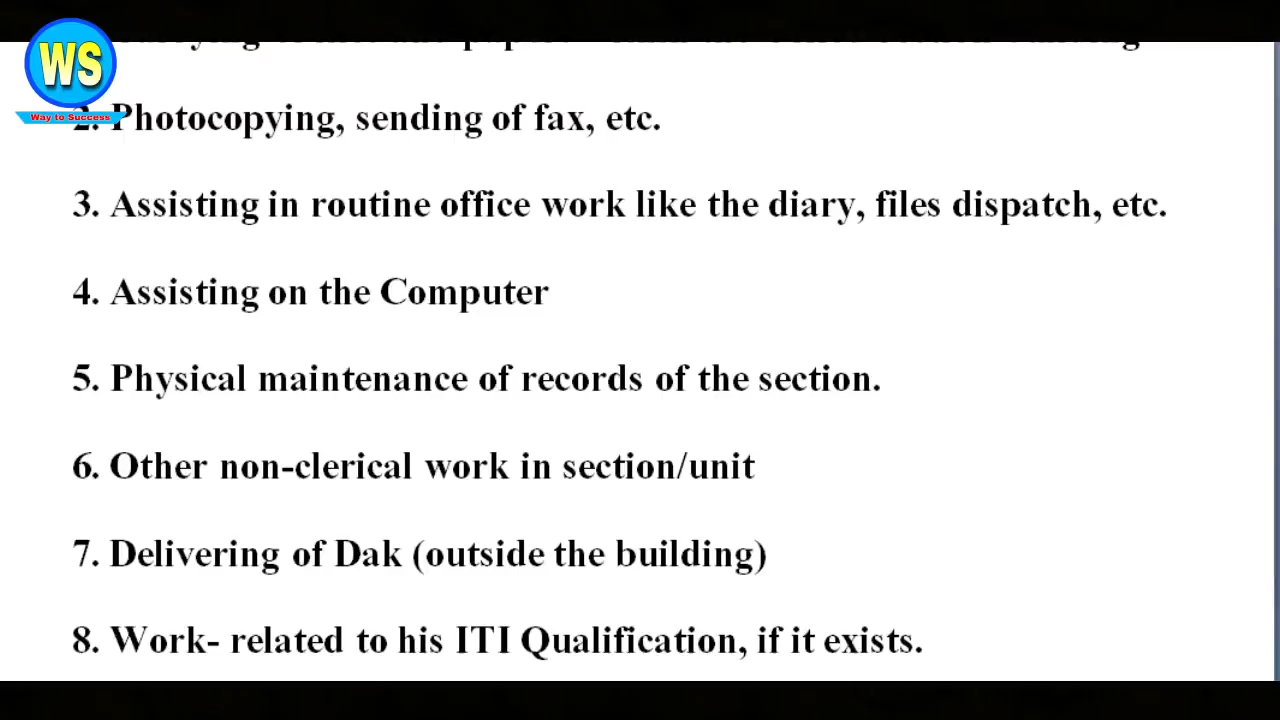 WS
Way to Success
2. Photocopying, sending of fax, etc.
3. Assisting in routine office work like the diary, files dispatch, etc.
4. Assisting on the Computer
5. Physical maintenance of records of the section.
6. Other non-clerical work in section/unit
7. Delivering of Dak (outside the building)
8. Work- related to his ITI Qualification, if it exists.